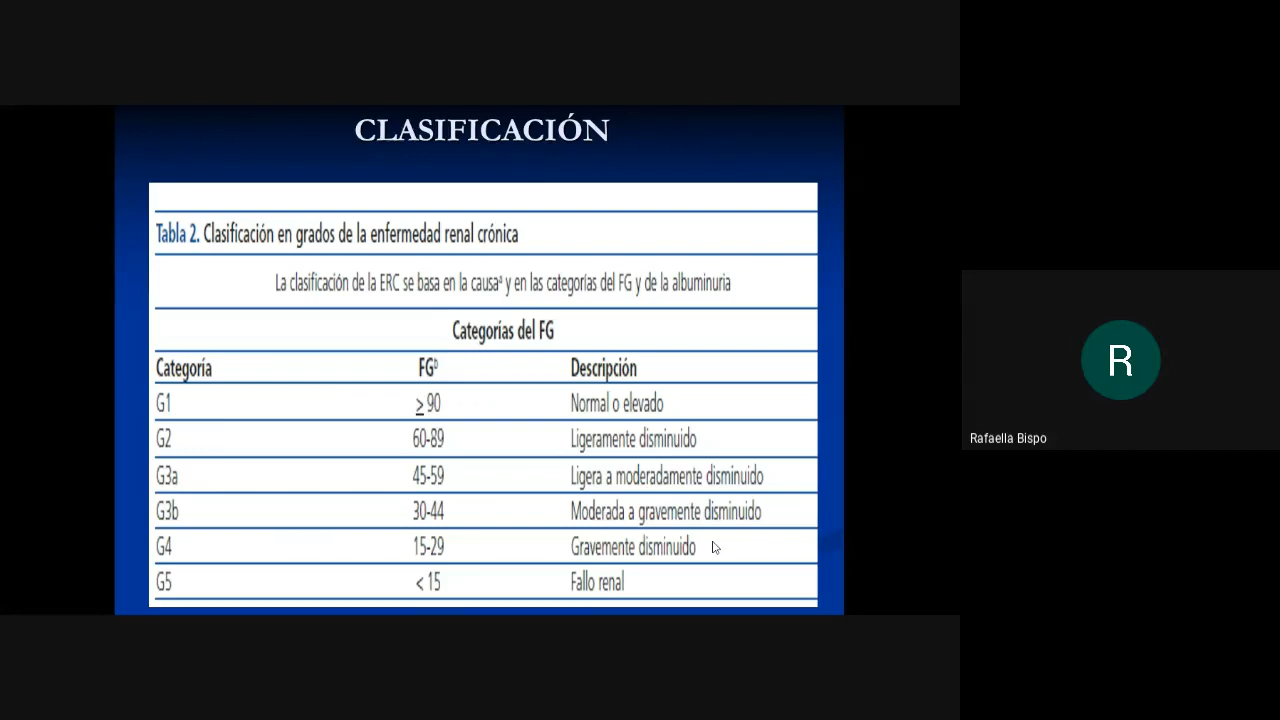 CLASIFICACIÓN
Tabla 2. Clasificación en grados de la enfermedad renal crónica
La clasificación de la ERC se basa en la causaª y en las categorías del FG y de la albuminuria
Categorías del FG
Categoría FGᵇ Descripción
G1 ≥ 90 Normal o elevado
G2 60-89 Ligeramente disminuido
G3a 45-59 Ligera a moderadamente disminuido
G3b 30-44 Moderada a gravemente disminuido
G4 15-29 Gravemente disminuido
G5 < 15 Fallo renal
R
Rafaella Bispo